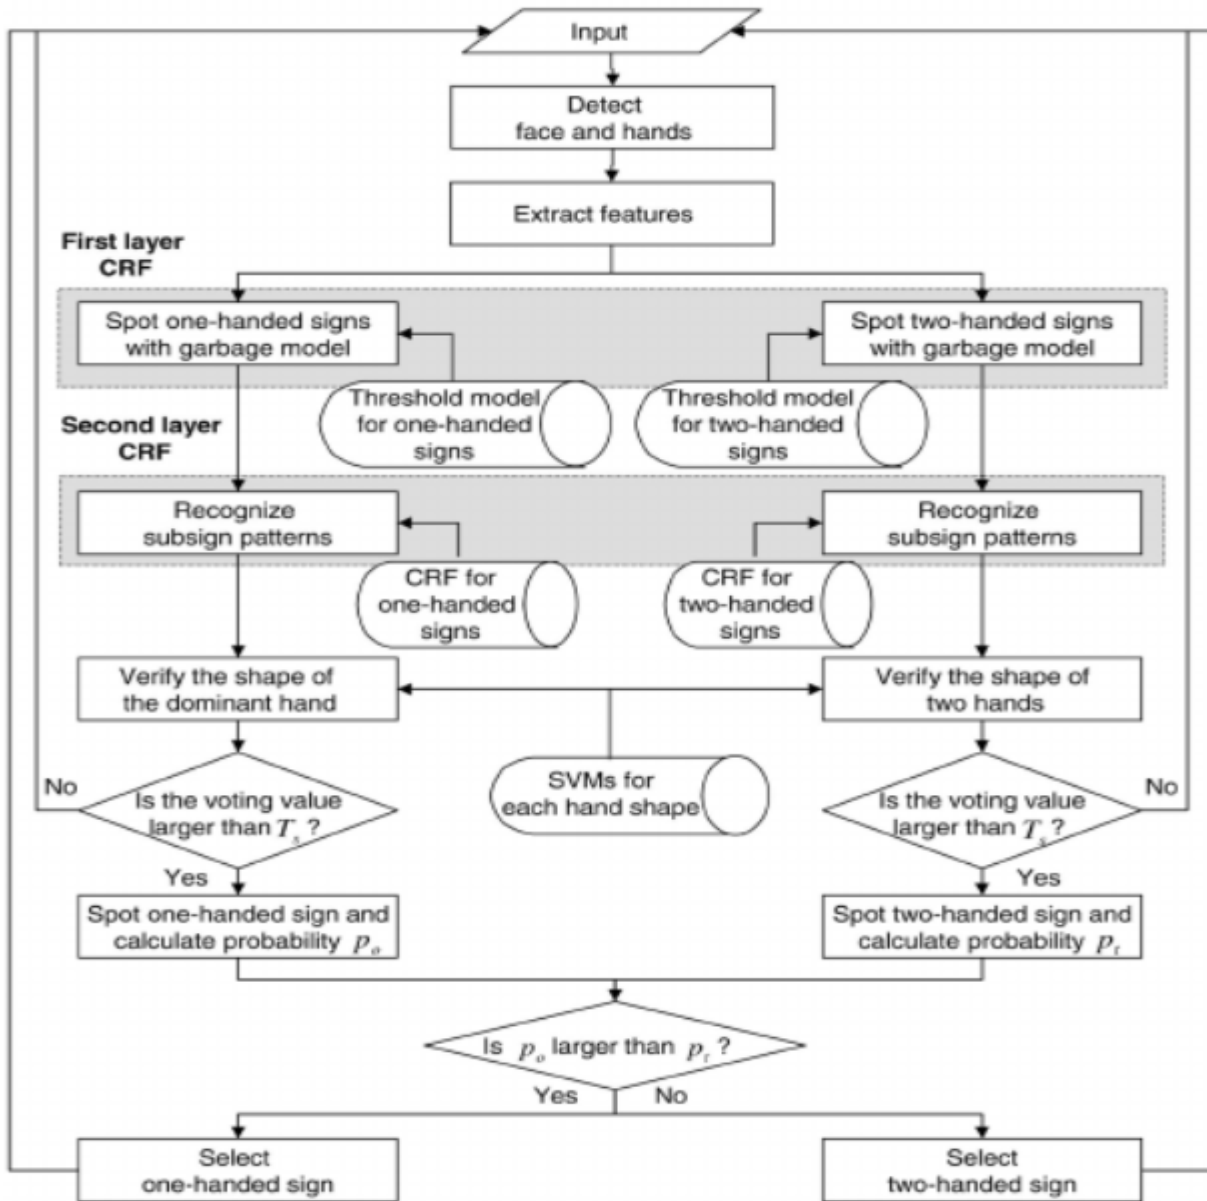 Input
Detect
face and hands
Extract features
First layer
CRF
Spot one-handed signs
with garbage model
Spot two-handed signs
with garbage model
Threshold model
for one-handed
signs
Threshold model
for two-handed
signs
Second layer
CRF
Recognize
subsign patterns
Recognize
subsign patterns
CRF for
one-handed
signs
CRF for
two-handed
signs
Verify the shape of
the dominant hand
Verify the shape of
two hands
SVMs for
each hand shape
No
Is the voting value
larger than T_s ?
No
Is the voting value
larger than T_s ?
Yes
Yes
Spot one-handed sign and
calculate probability p_o
Spot two-handed sign and
calculate probability p_t
Is p_o larger than p_t ?
Yes No
Select
one-handed sign
Select
two-handed sign